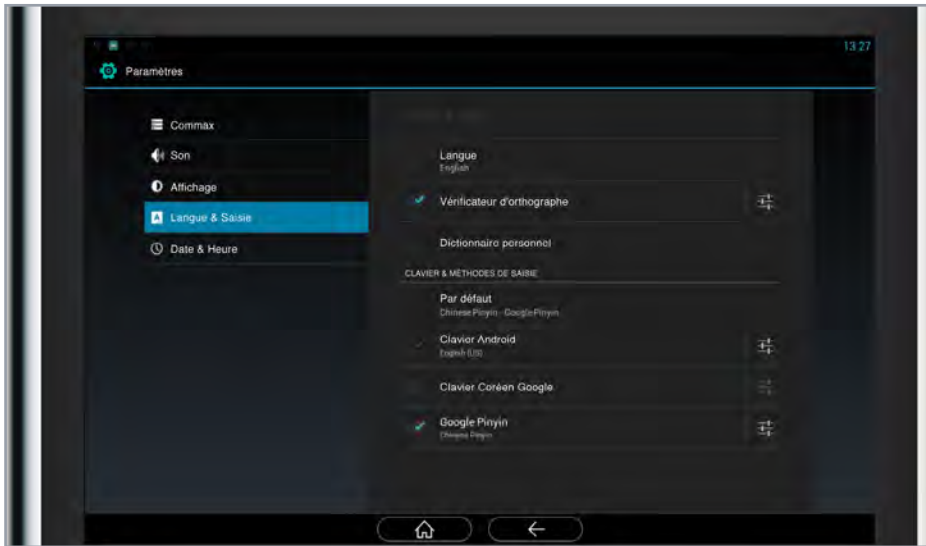 13:27
Paramètres
Commax
Son
Affichage
Langue & Saisie
Date & Heure
Langue
English
Vérificateur d'orthographe
Dictionnaire personnel
CLAVIER & MÉTHODES DE SAISIE
Par défaut
Chinese Pinyin - Google Pinyin
Clavier Android
English (US)
Clavier Coréen Google
Google Pinyin
Chinese Pinyin